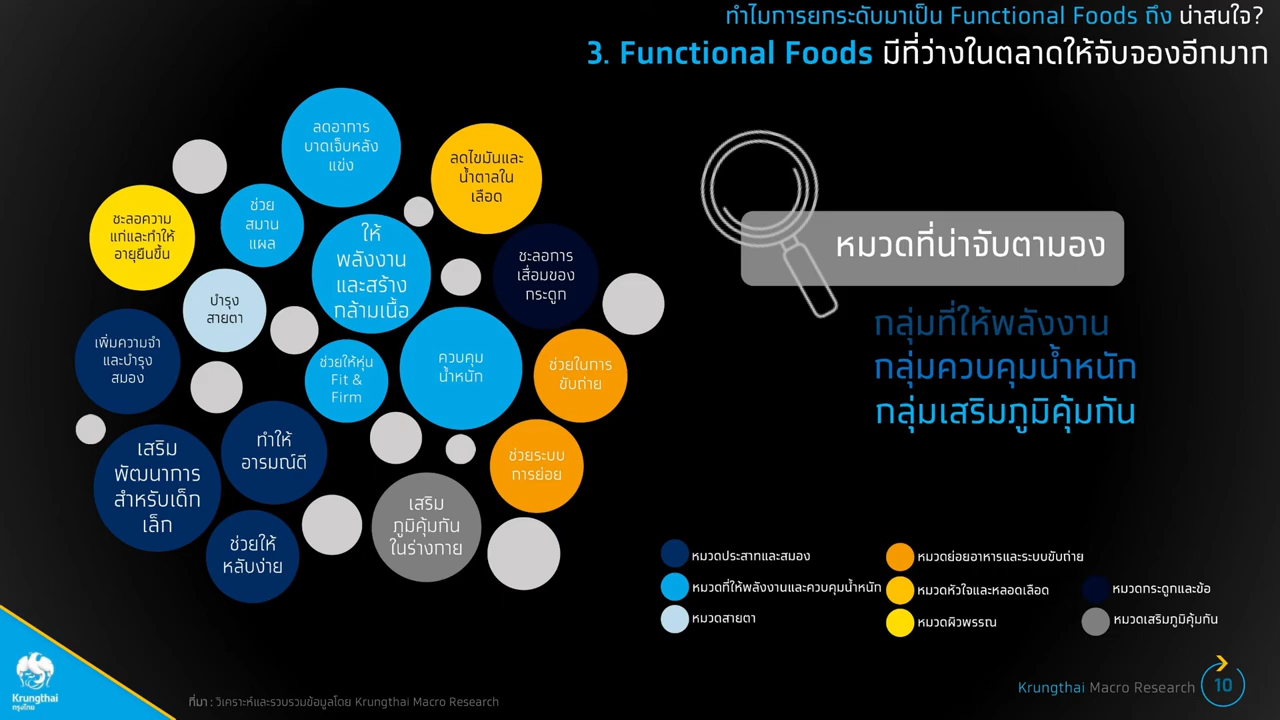 ทำไมการยกระดับมาเป็น Functional Foods ถึง น่าสนใจ?
3. Functional Foods มีที่ว่างในตลาดให้จับจองอีกมาก
ลดอาการ
บาดเจ็บหลัง
แข่ง
ลดไขมันและ
น้ำตาลใน
เลือด
ชะลอความ
แก่และทำให้
อายุยืนขึ้น
ช่วย
สมาน
แผล
ให้
พลังงาน
และสร้าง
กล้ามเนื้อ
ชะลอการ
เสื่อมของ
กระดูก
บำรุง
สายตา
เพิ่มความจำ
และบำรุง
สมอง
ช่วยให้หุ่น
Fit &
Firm
ควบคุม
น้ำหนัก
ช่วยในการ
ขับถ่าย
เสริม
พัฒนาการ
สำหรับเด็ก
เล็ก
ทำให้
อารมณ์ดี
ช่วยระบบ
การย่อย
เสริม
ภูมิคุ้มกัน
ในร่างกาย
ช่วยให้
หลับง่าย
หมวดที่น่าจับตามอง
กลุ่มที่ให้พลังงาน
กลุ่มควบคุมน้ำหนัก
กลุ่มเสริมภูมิคุ้มกัน
หมวดประสาทและสมอง
หมวดที่ให้พลังงานและควบคุมน้ำหนัก
หมวดสายตา
หมวดย่อยอาหารและระบบขับถ่าย
หมวดหัวใจและหลอดเลือด
หมวดผิวพรรณ
หมวดกระดูกและข้อ
หมวดเสริมภูมิคุ้มกัน
Krungthai
กรุงไทย
ที่มา : วิเคราะห์และรวบรวมข้อมูลโดย Krungthai Macro Research
Krungthai Macro Research
10